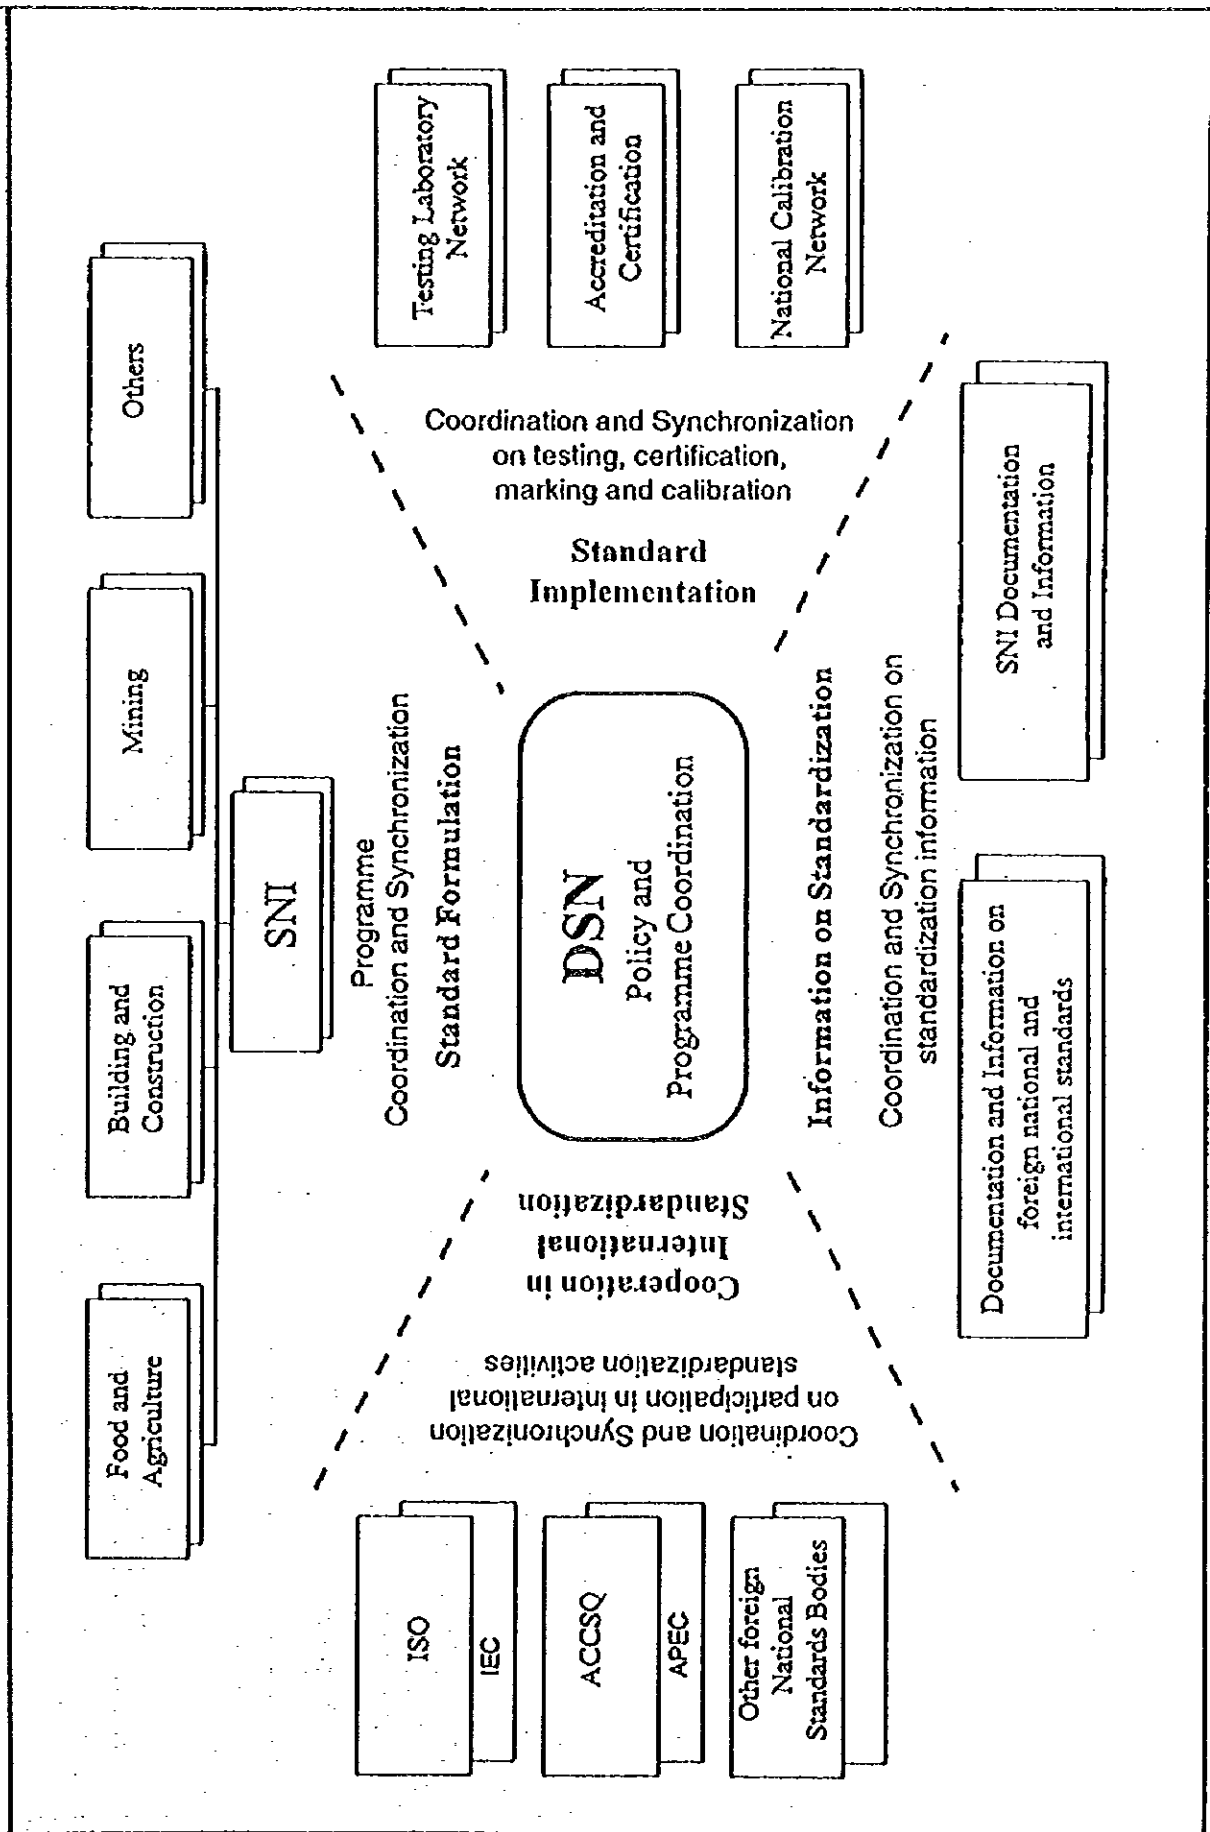 Food and
Agriculture
Building and
Construction
Mining
Others
SNI
Programme
Coordination and Synchronization
Standard Formulation
ISO
IEC
ACCSQ
APEC
Other foreign
National
Standards Bodies
Coordination and Synchronization
on participation in international
standardization activities
Cooperation in
International
Standardization
DSN
Policy and
Programme Coordination
Standard
Implementation
Coordination and Synchronization
on testing, certification,
marking and calibration
Testing Laboratory
Network
Accreditation and
Certification
National Calibration
Network
Information on Standardization
Coordination and Synchronization on
standardization information
Documentation and Information on
foreign national and
international standards
SNI Documentation
and Information